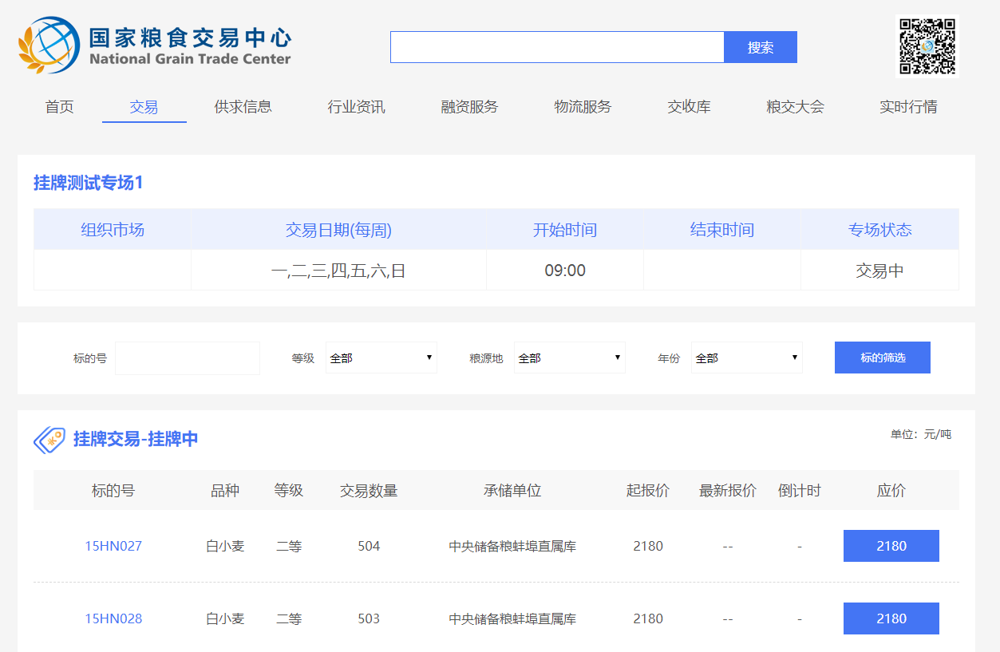 国家粮食交易中心
National Grain Trade Center
搜索
首页 交易 供求信息 行业资讯 融资服务 物流服务 交收库 粮交大会 实时行情
挂牌测试专场1
组织市场 交易日期(每周) 开始时间 结束时间 专场状态
一,二,三,四,五,六,日 09:00 交易中
标的号 等级 全部 粮源地 全部 年份 全部 标的筛选
挂牌交易-挂牌中 单位：元/吨
标的号 品种 等级 交易数量 承储单位 起报价 最新报价 倒计时 应价
15HN027 白小麦 二等 504 中央储备粮蚌埠直属库 2180 -- - 2180
15HN028 白小麦 二等 503 中央储备粮蚌埠直属库 2180 -- - 2180